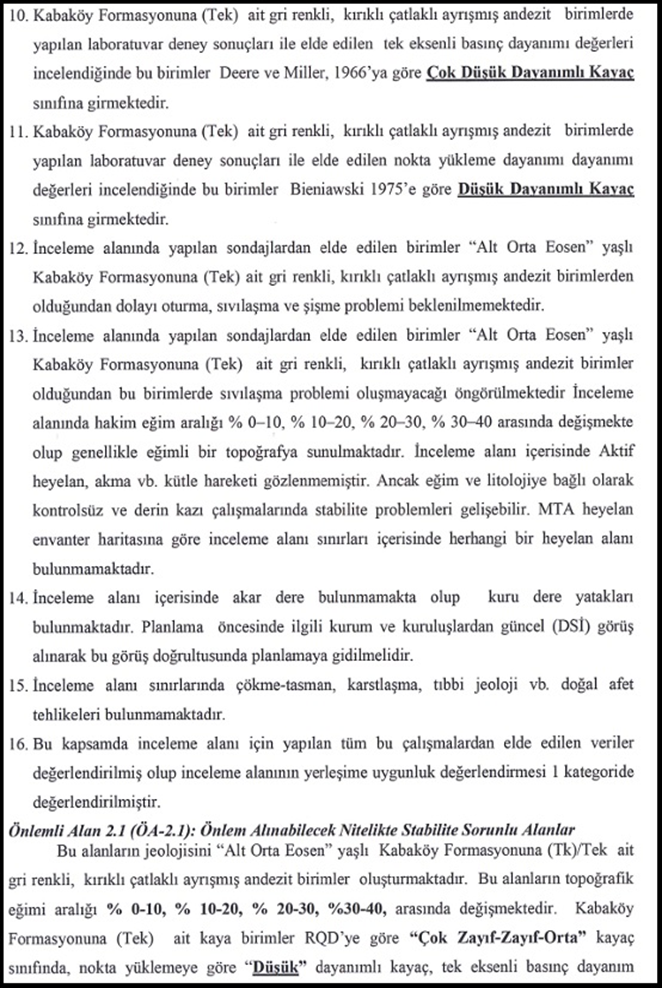 10. Kabaköy Formasyonuna (Tek) ait gri renkli, kırıklı çatlaklı ayrışmış andezit birimlerde
yapılan laboratuvar deney sonuçları ile elde edilen tek eksenli basınç dayanımı değerleri
incelendiğinde bu birimler Deere ve Miller, 1966’ya göre Çok Düşük Dayanımlı Kayaç
sınıfına girmektedir.
11. Kabaköy Formasyonuna (Tek) ait gri renkli, kırıklı çatlaklı ayrışmış andezit birimlerde
yapılan laboratuvar deney sonuçları ile elde edilen nokta yükleme dayanımı dayanımı
değerleri incelendiğinde bu birimler Bieniawski 1975’e göre Düşük Dayanımlı Kayaç
sınıfına girmektedir.
12. İnceleme alanında yapılan sondajlardan elde edilen birimler “Alt Orta Eosen” yaşlı
Kabaköy Formasyonuna (Tek) ait gri renkli, kırıklı çatlaklı ayrışmış andezit birimlerden
olduğundan dolayı oturma, sıvılaşma ve şişme problemi beklenilmemektedir.
13. İnceleme alanında yapılan sondajlardan elde edilen birimler “Alt Orta Eosen” yaşlı
Kabaköy Formasyonuna (Tek) ait gri renkli, kırıklı çatlaklı ayrışmış andezit birimler
olduğundan bu birimlerde sıvılaşma problemi oluşmayacağı öngörülmektedir İnceleme
alanında hakim eğim aralığı % 0–10, % 10–20, % 20–30, % 30–40 arasında değişmekte
olup genellikle eğimli bir topoğrafya sunulmaktadır. İnceleme alanı içerisinde Aktif
heyelan, akma vb. kütle hareketi gözlenmemiştir. Ancak eğim ve litolojiye bağlı olarak
kontrolsüz ve derin kazı çalışmalarında stabilite problemleri gelişebilir. MTA heyelan
envanter haritasına göre inceleme alanı sınırları içerisinde herhangi bir heyelan alanı
bulunmamaktadır.
14. İnceleme alanı içerisinde akar dere bulunmamakta olup kuru dere yatakları
bulunmaktadır. Planlama öncesinde ilgili kurum ve kuruluşlardan güncel (DSİ) görüş
alınarak bu görüş doğrultusunda planlamaya gidilmelidir.
15. İnceleme alanı sınırlarında çökme-tasman, karstlaşma, tıbbi jeoloji vb. doğal afet
tehlikeleri bulunmamaktadır.
16. Bu kapsamda inceleme alanı için yapılan tüm bu çalışmalardan elde edilen veriler
değerlendirilmiş olup inceleme alanının yerleşime uygunluk değerlendirmesi 1 kategoride
değerlendirilmiştir.
Önlemli Alan 2.1 (ÖA-2.1): Önlem Alınabilecek Nitelikte Stabilite Sorunlu Alanlar
Bu alanların jeolojisini “Alt Orta Eosen” yaşlı Kabaköy Formasyonuna (Tk)/Tek ait
gri renkli, kırıklı çatlaklı ayrışmış andezit birimler oluşturmaktadır. Bu alanların topoğrafik
eğimi aralığı % 0-10, % 10-20, % 20-30, %30-40, arasında değişmektedir. Kabaköy
Formasyonuna (Tek) ait kaya birimler RQD’ye göre “Çok Zayıf-Zayıf-Orta” kayaç
sınıfında, nokta yüklemeye göre “Düşük” dayanımlı kayaç, tek eksenli basınç dayanım